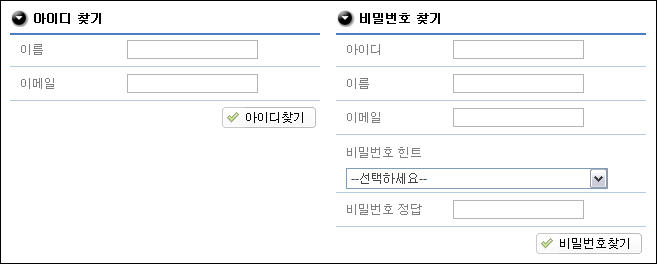 아이디 찾기
이름
이메일
아이디찾기
비밀번호 찾기
아이디
이름
이메일
비밀번호 힌트
--선택하세요--
비밀번호 정답
비밀번호찾기